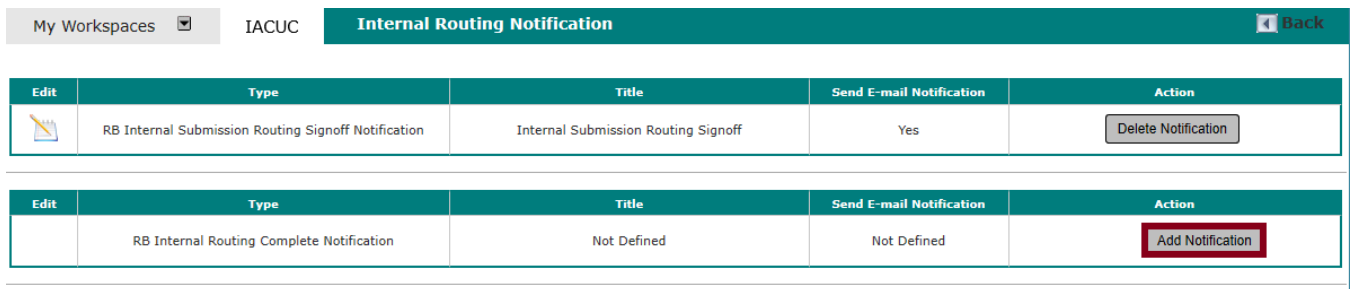 My Workspaces IACUC Internal Routing Notification Back
Edit Type Title Send E-mail Notification Action
RB Internal Submission Routing Signoff Notification Internal Submission Routing Signoff Yes Delete Notification
Edit Type Title Send E-mail Notification Action
RB Internal Routing Complete Notification Not Defined Not Defined Add Notification